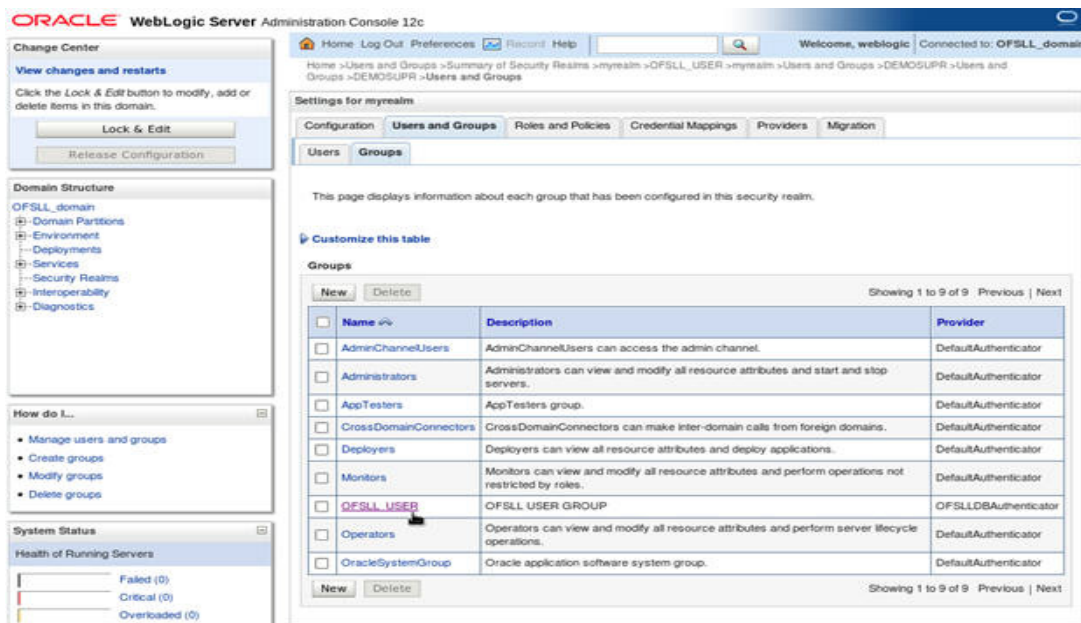 ORACLE WebLogic Server Administration Console 12c
Change Center
View changes and restarts
Click the Lock & Edit button to modify, add or
delete items in this domain.
Lock & Edit
Release Configuration
Domain Structure
OFSLL_domain
Domain Partitions
Environment
Deployments
Services
Security Realms
Interoperability
Diagnostics
How do I...
Manage users and groups
Create groups
Modify groups
Delete groups
System Status
Health of Running Servers
Failed (0)
Critical (0)
Overloaded (0)
Home Log Out Preferences Record Help
Welcome, weblogic Connected to: OFSLL_domain
Home >Users and Groups >Summary of Security Realms >myrealm >OFSLL_USER >myrealm >Users and Groups >DEMOSUPR >Users and
Groups >DEMOSUPR >Users and Groups
Settings for myrealm
Configuration Users and Groups Roles and Policies Credential Mappings Providers Migration
Users Groups
This page displays information about each group that has been configured in this security realm.
Customize this table
Groups
New Delete Showing 1 to 9 of 9 Previous | Next
Name Description Provider
AdminChannelUsers AdminChannelUsers can access the admin channel. DefaultAuthenticator
Administrators Administrators can view and modify all resource attributes and start and stop
servers. DefaultAuthenticator
AppTesters AppTesters group. DefaultAuthenticator
CrossDomainConnectors CrossDomainConnectors can make inter-domain calls from foreign domains. DefaultAuthenticator
Deployers Deployers can view all resource attributes and deploy applications. DefaultAuthenticator
Monitors Monitors can view and modify all resource attributes and perform operations not
restricted by roles. DefaultAuthenticator
OFSLL_USER OFSLL USER GROUP OFSLLDBAuthenticator
Operators Operators can view and modify all resource attributes and perform server lifecycle
operations. DefaultAuthenticator
OracleSystemGroup Oracle application software system group. DefaultAuthenticator
New Delete Showing 1 to 9 of 9 Previous | Next